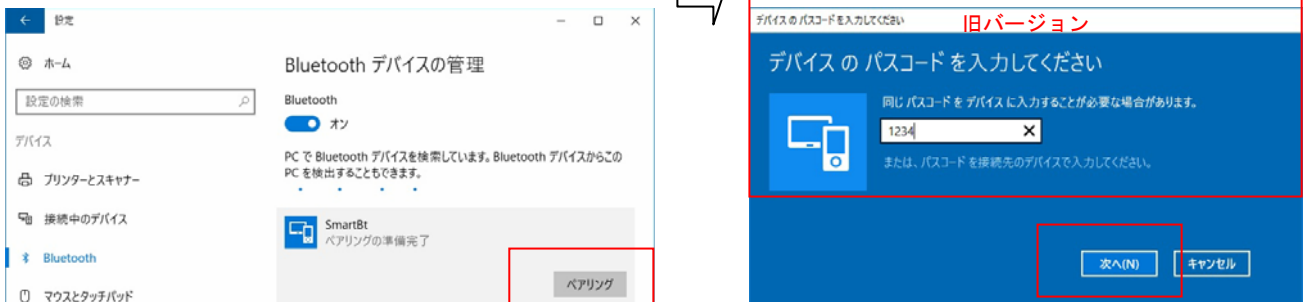 設定
ホーム
設定の検索
デバイス
プリンターとスキャナー
接続中のデバイス
Bluetooth
マウスとタッチパッド
Bluetooth デバイスの管理
Bluetooth
オン
PC で Bluetooth デバイスを検索しています。Bluetooth デバイスからこの
PC を検出することもできます。
SmartBt
ペアリングの準備完了
ペアリング
デバイス の パスコード を入力してください
旧バージョン
デバイス の パスコード を入力してください
同じ パスコード を デバイス に入力することが必要な場合があります。
1234
または、パスコード を接続先のデバイスで入力してください。
次へ(N)
キャンセル